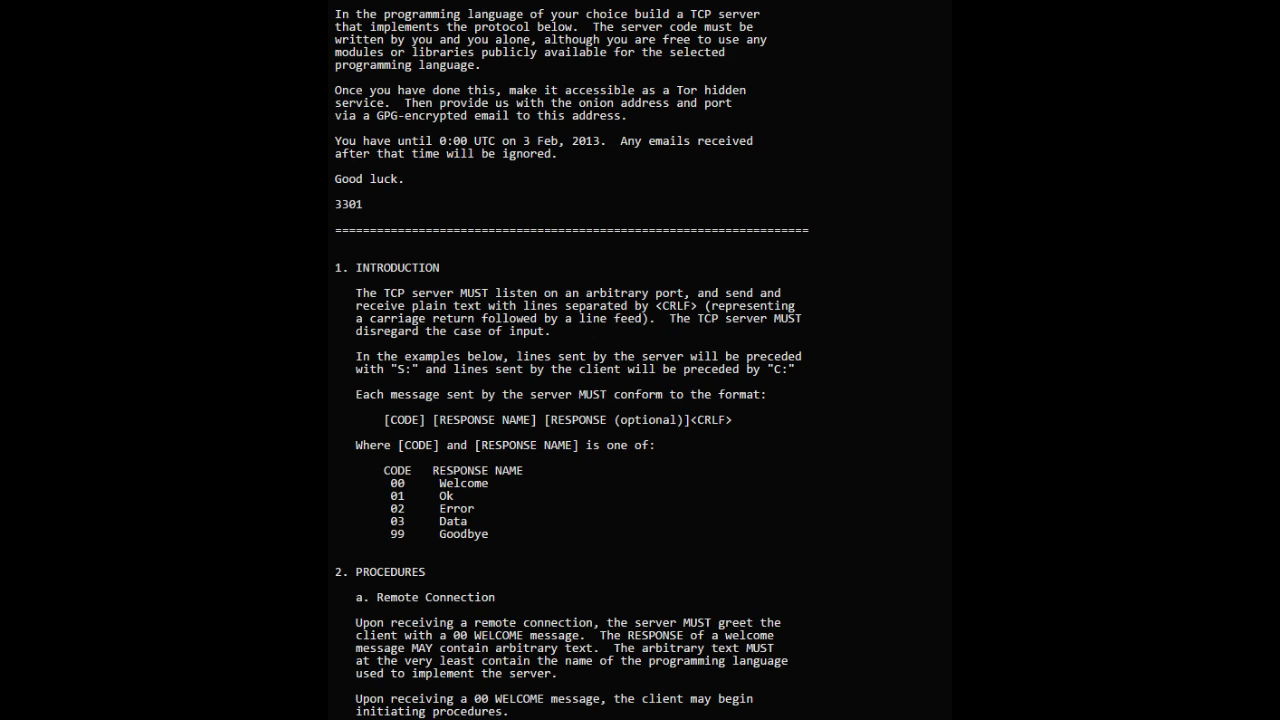 In the programming language of your choice build a TCP server
that implements the protocol below.  The server code must be
written by you and you alone, although you are free to use any
modules or libraries publicly available for the selected
programming language.
Once you have done this, make it accessible as a Tor hidden
service.  Then provide us with the onion address and port
via a GPG-encrypted email to this address.
You have until 0:00 UTC on 3 Feb, 2013.  Any emails received
after that time will be ignored.
Good luck.
3301
====================================================================
1. INTRODUCTION
The TCP server MUST listen on an arbitrary port, and send and
receive plain text with lines separated by <CRLF> (representing
a carriage return followed by a line feed).  The TCP server MUST
disregard the case of input.
In the examples below, lines sent by the server will be preceded
with "S:" and lines sent by the client will be preceded by "C:"
Each message sent by the server MUST conform to the format:
[CODE] [RESPONSE NAME] [RESPONSE (optional)]<CRLF>
Where [CODE] and [RESPONSE NAME] is one of:
CODE   RESPONSE NAME
00     Welcome
01     Ok
02     Error
03     Data
99     Goodbye
2. PROCEDURES
a. Remote Connection
Upon receiving a remote connection, the server MUST greet the
client with a 00 WELCOME message.  The RESPONSE of a welcome
message MAY contain arbitrary text.  The arbitrary text MUST
at the very least contain the name of the programming language
used to implement the server.
Upon receiving a 00 WELCOME message, the client may begin
initiating procedures.